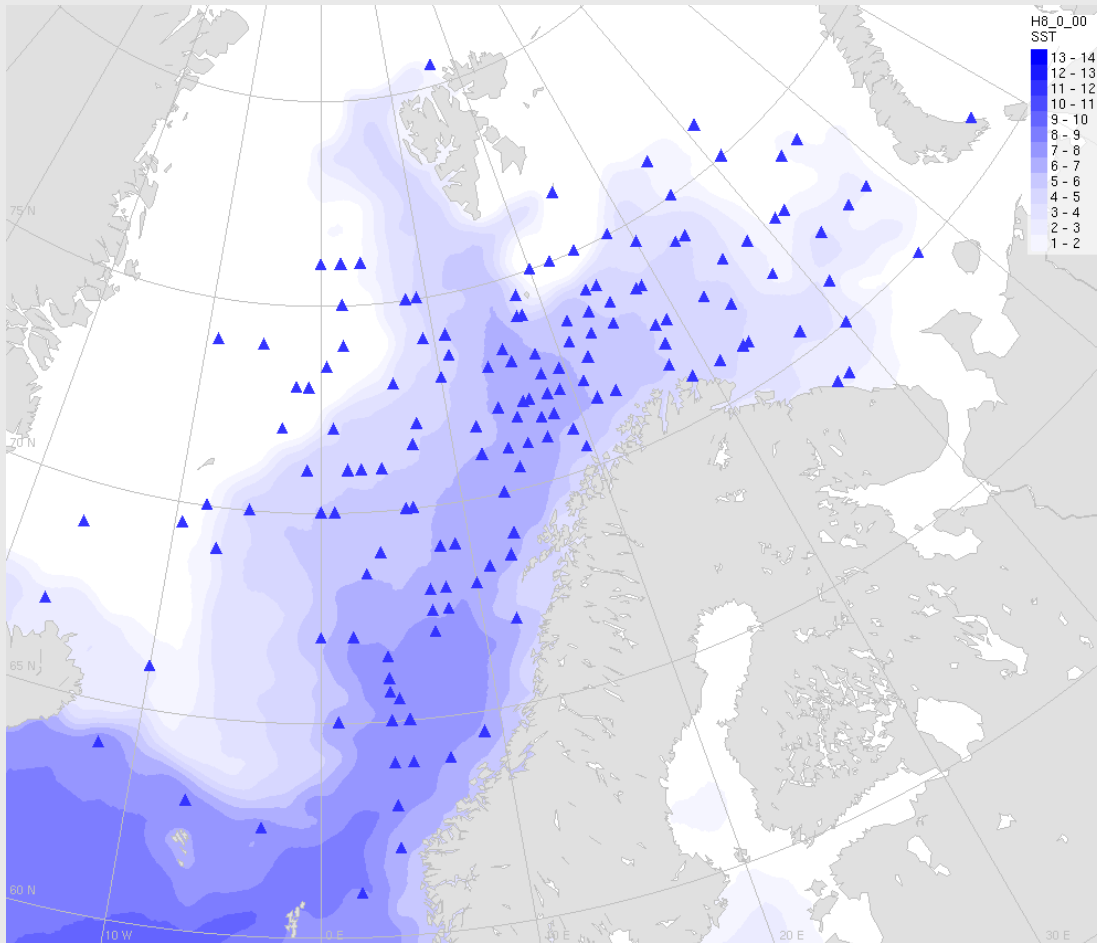 H8_0_00
SST
13 - 14
12 - 13
11 - 12
10 - 11
9 - 10
8 - 9
7 - 8
6 - 7
5 - 6
4 - 5
3 - 4
2 - 3
1 - 2
75 N
70 N
65 N
60 N
10 W
0 E
10 E
20 E
30 E